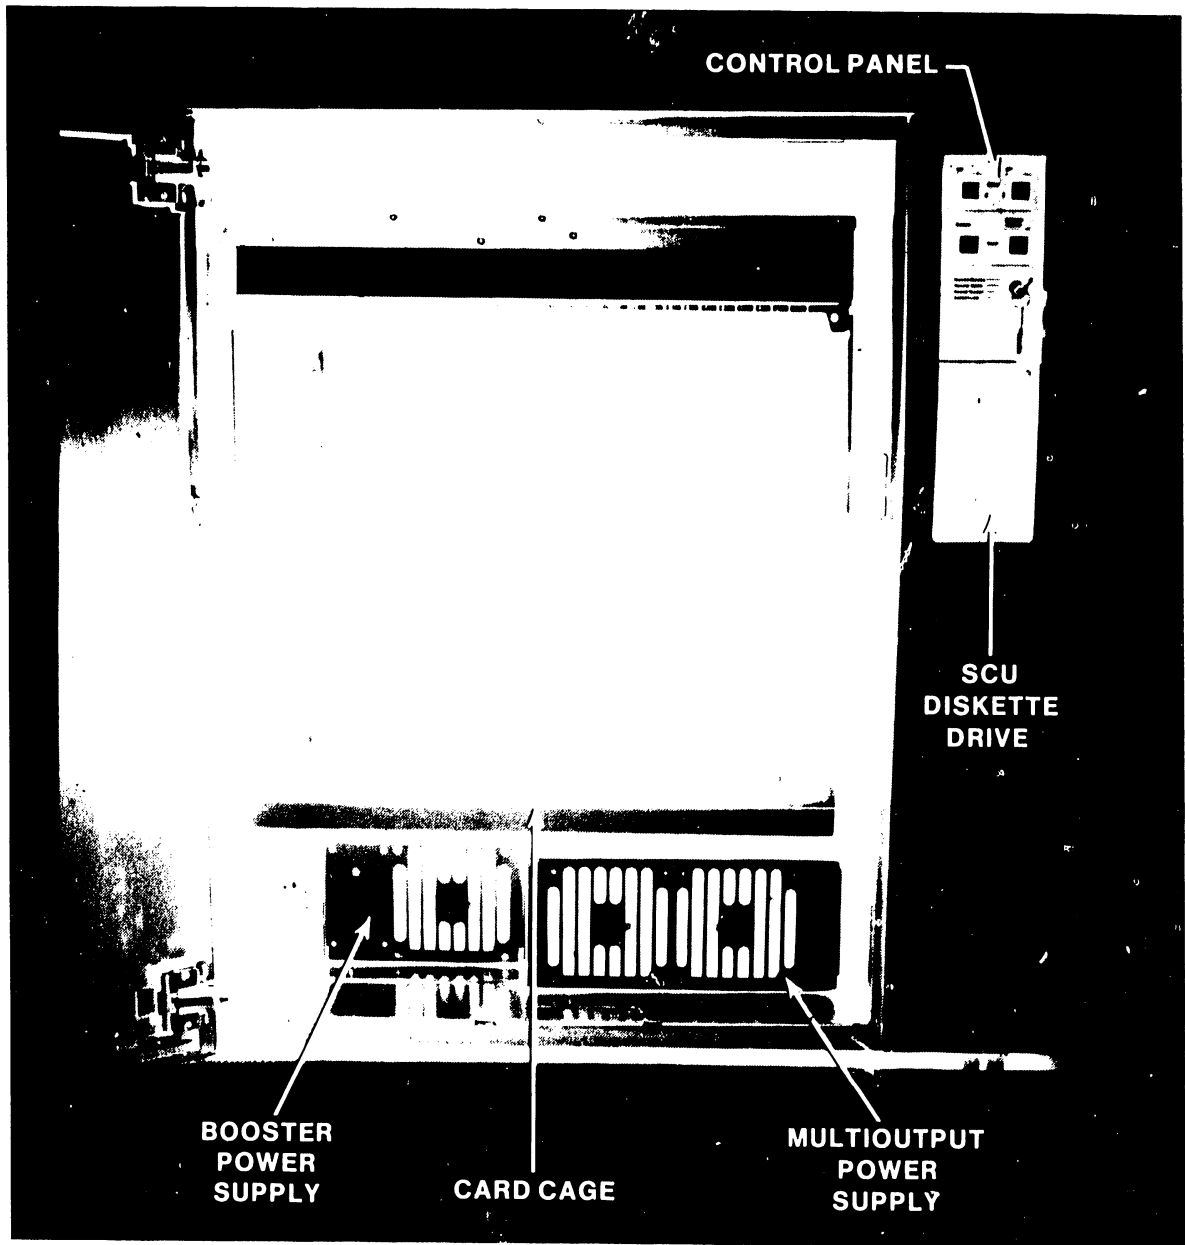 CONTROL PANEL
SCU
DISKETTE
DRIVE
BOOSTER
POWER
SUPPLY
CARD CAGE
MULTIOUTPUT
POWER
SUPPLY